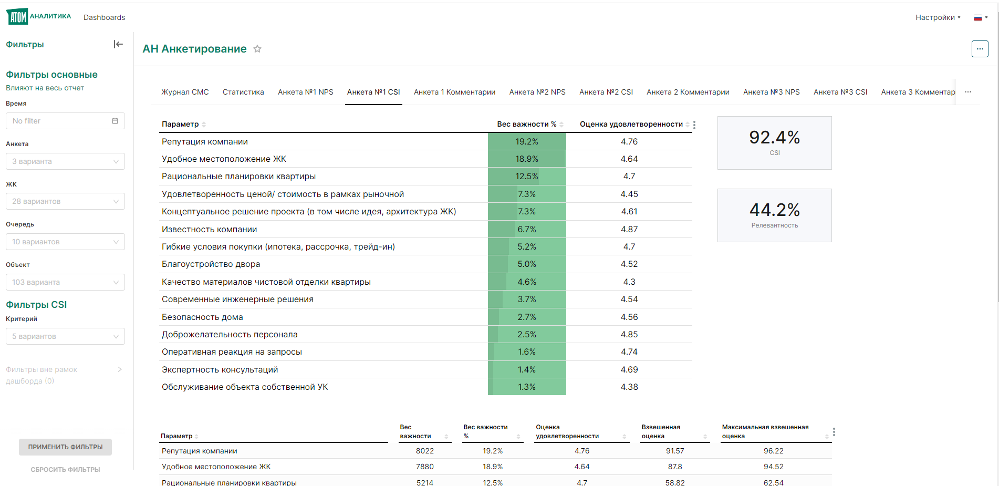 АТОМ АНАЛИТИКА Dashboards Настройки
Фильтры
АН Анкетирование
Фильтры основные
Влияют на весь отчет
Время
No filter
Анкета
3 варианта
ЖК
28 вариантов
Очередь
10 вариантов
Объект
103 варианта
Фильтры CSI
Критерий
5 вариантов
Фильтры вне рамок
дашборда (0)
ПРИМЕНИТЬ ФИЛЬТРЫ
СБРОСИТЬ ФИЛЬТРЫ
Журнал СМС Статистика Анкета №1 NPS Анкета №1 CSI Анкета 1 Комментарии Анкета №2 NPS Анкета №2 CSI Анкета 2 Комментарии Анкета №3 NPS Анкета №3 CSI Анкета 3 Комментар ...
Параметр Вес важности % Оценка удовлетворенности
Репутация компании 19.2% 4.76
Удобное местоположение ЖК 18.9% 4.64
Рациональные планировки квартиры 12.5% 4.7
Удовлетворенность ценой/ стоимость в рамках рыночной 7.3% 4.45
Концептуальное решение проекта (в том числе идея, архитектура ЖК) 7.3% 4.61
Известность компании 6.7% 4.87
Гибкие условия покупки (ипотека, рассрочка, трейд-ин) 5.2% 4.7
Благоустройство двора 5.0% 4.52
Качество материалов чистовой отделки квартиры 4.6% 4.3
Современные инженерные решения 3.7% 4.54
Безопасность дома 2.7% 4.56
Доброжелательность персонала 2.5% 4.85
Оперативная реакция на запросы 1.6% 4.74
Экспертность консультаций 1.4% 4.69
Обслуживание объекта собственной УК 1.3% 4.38
92.4%
CSI
44.2%
Релевантность
Параметр Вес важности Вес важности % Оценка удовлетворенности Взвешенная оценка Максимальная взвешенная оценка
Репутация компании 8022 19.2% 4.76 91.57 96.22
Удобное местоположение ЖК 7880 18.9% 4.64 87.8 94.52
Рациональные планировки квартиры 5214 12.5% 4.7 58.82 62.54